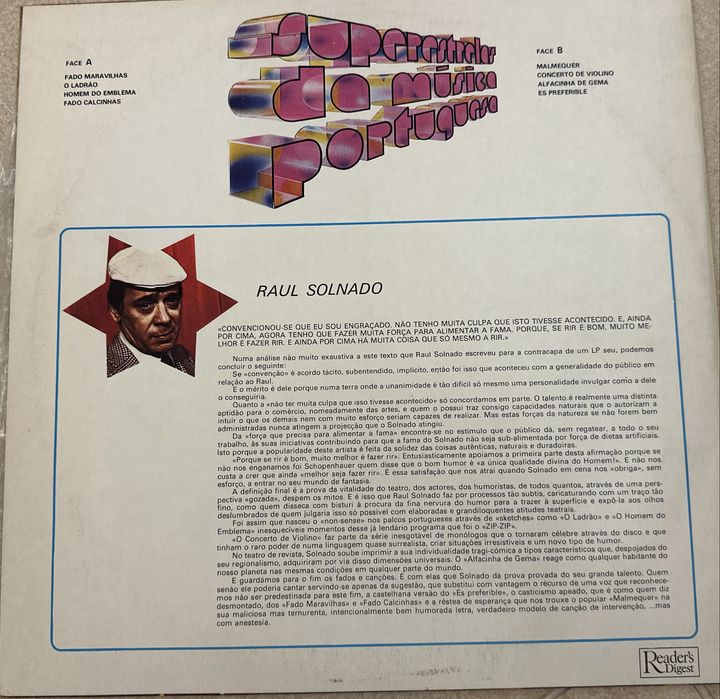 FACE A
FADO MARAVILHAS
O LADRÃO
HOMEM DO EMBLEMA
FADO CALCINHAS
Superestrelas
da música
portuguesa
FACE B
MALMEQUER
CONCERTO DE VIOLINO
ALFACINHA DE GEMA
ES PREFERIBLE
RAUL SOLNADO
«CONVENCIONOU-SE QUE EU SOU ENGRAÇADO. NÃO TENHO MUITA CULPA QUE ISTO TIVESSE ACONTECIDO. E, AINDA
POR CIMA, AGORA TENHO QUE FAZER MUITA FORÇA PARA ALIMENTAR A FAMA. PORQUE, SE RIR É BOM, MUITO ME-
LHOR É FAZER RIR. E AINDA POR CIMA HÁ MUITA COISA QUE SÓ MESMO A RIR.»
Numa análise não muito exaustiva a este texto que Raul Solnado escreveu para a contracapa de um LP seu, podemos
concluir o seguinte:
Se «convenção» é acordo tácito, subentendido, implícito, então foi isso que aconteceu com a generalidade do público em
relação ao Raul.
E o mérito é dele porque numa terra onde a unanimidade é tão difícil só mesmo uma personalidade invulgar como a dele
o conseguiria.
Quanto a «não ter muita culpa que isso tivesse acontecido» só concordamos em parte. O talento é realmente uma distinta
aptidão para o comércio, nomeadamente das artes, e quem o possui traz consigo capacidades naturais que o autorizam a
intuir o que os demais nem com muito esforço seriam capazes de realizar. Mas estas forças da natureza se não forem bem
administradas nunca atingem a projecção que o Solnado atingiu.
Da «força que precisa para alimentar a fama» encontra-se no estímulo que o público dá, sem regatear, a todo o seu
trabalho, às suas iniciativas contribuindo para que a fama do Solnado não seja sub-alimentada por força de dietas artificiais.
Isto porque a popularidade deste artista é feita da solidez das coisas autênticas, naturais e duradoiras.
«Porque se rir é bom, muito melhor é fazer rir». Entusiasticamente apoiamos a primeira parte desta afirmação porque se
não nos enganamos foi Schopenhauer quem disse que o bom humor é «a única qualidade divina do Homem!». E não nos
custa a crer que ainda «melhor seja fazer rir». É essa satisfação que nos atrai quando Solnado em cena nos «obriga», sem
esforço, a entrar no seu mundo de fantasia.
A definição final é a prova da vitalidade do teatro, dos actores, dos humoristas, de todos quantos, através de uma pers-
pectiva «gozada», despem os mitos. E é isso que Raul Solnado faz por processos tão subtis, caricaturando com um traço tão
fino, como quem disseca com bisturi à procura da fina nervura do humor para a trazer à superfície e expô-la aos olhos
deslumbrados de quem julgaria isso só possível com elaboradas e grandiloquentes atitudes teatrais.
Foi assim que nasceu o «non-sense» nos palcos portugueses através de «sketches» como «O Ladrão» e «O Homem do
Emblema» inesquecíveis momentos desse já lendário programa que foi o «ZIP-ZIP».
«O Concerto de Violino» faz parte da série inesgotável de monólogos que o tornaram célebre através do disco e que
tinham o raro poder de numa linguagem quase surrealista, criar situações irresistíveis e um novo tipo de humor.
No teatro de revista, Solnado soube imprimir a sua individualidade tragi-cómica a tipos característicos que, despojados do
seu regionalismo, adquiriram por via disso dimensões universais. O «Alfacinha de Gema» reage como qualquer habitante do
nosso planeta nas mesmas condições em qualquer parte do mundo.
E guardámos para o fim os fados e canções. É com elas que Solnado dá prova provada do seu grande talento. Quem
senão ele poderia cantar servindo-se apenas da sugestão, que substitui com vantagem o recurso de uma voz que reconhece-
mos não ser predestinada para este fim, a castelhana versão do «Es preferible», o casticismo apeado, que é como quem diz
desmontado, dos «Fado Maravilhas» e «Fado Calcinhas» e a réstea de esperança que nos trouxe o popular «Malmequer» na
sua maliciosa mas ternurenta, intencionalmente bem humorada letra, verdadeiro modelo de canção de intervenção, ...mas
com anestesia.
Reader's
Digest